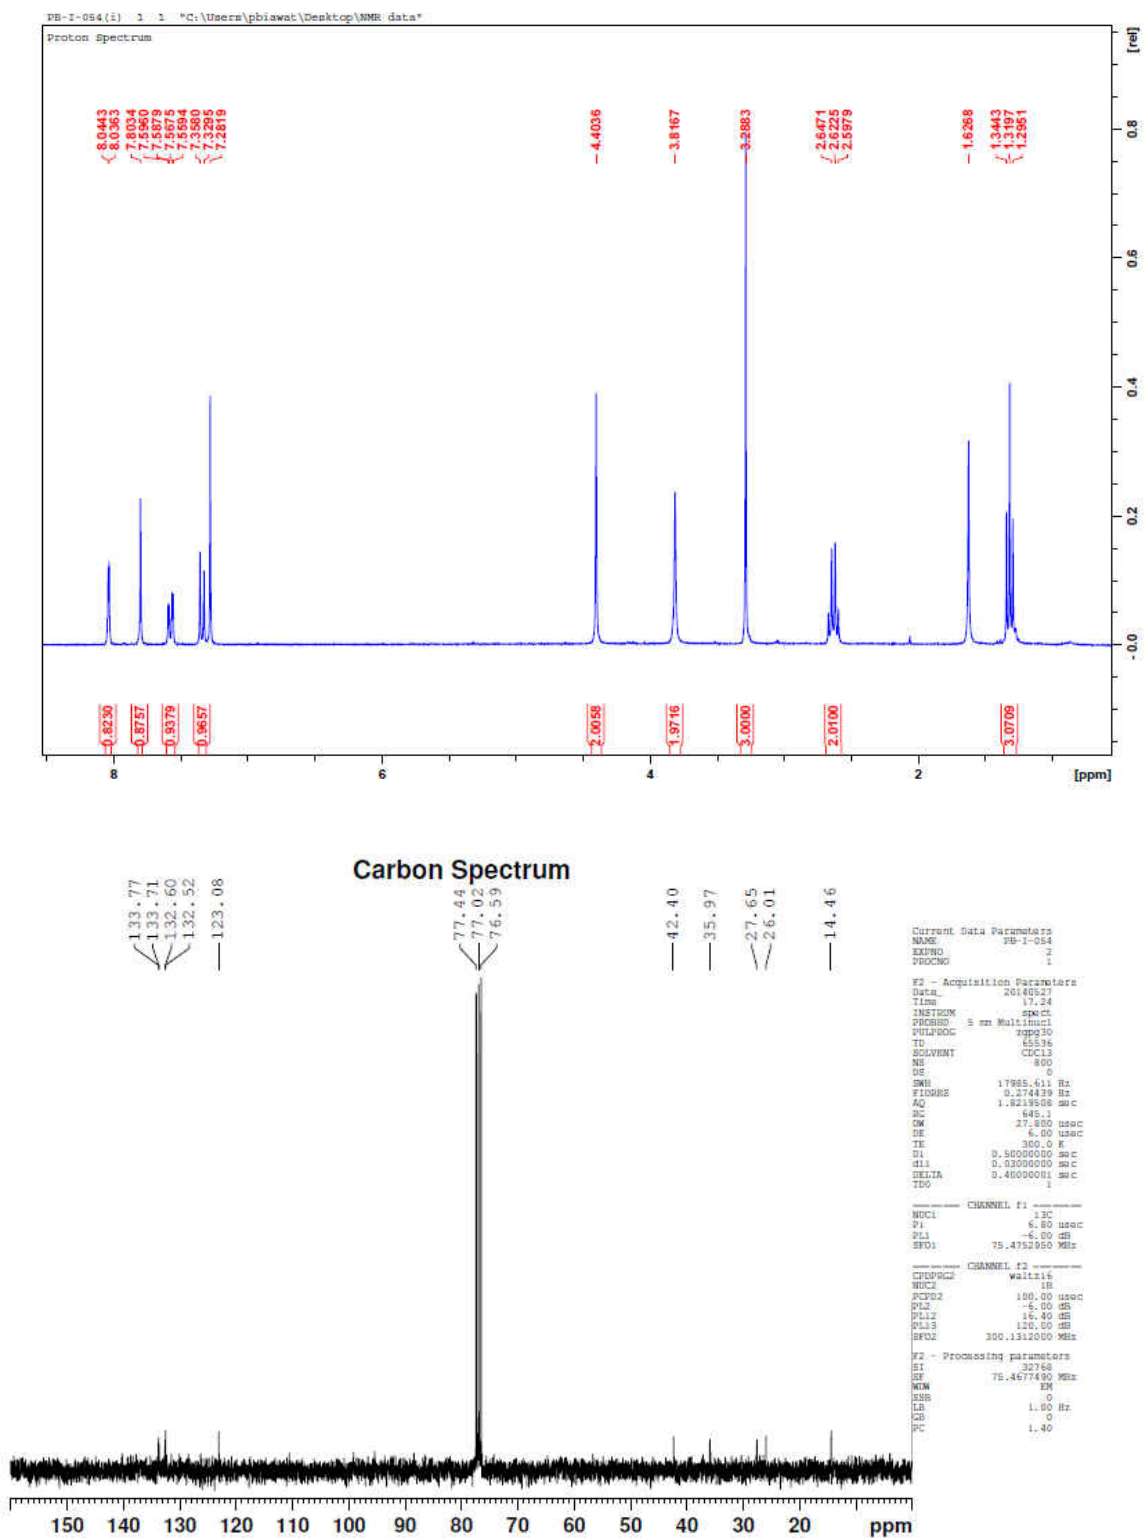 PB-I-054(i) 1 1 "C:\Users\pbiawat\Desktop\NMR data"
Proton Spectrum
[rel]
8.0443
8.0363
7.8034
7.5960
7.5879
7.5675
7.5594
7.3580
7.3295
7.2819
4.4036
3.8167
3.2883
2.6471
2.6225
2.5979
1.6268
1.3443
1.3197
1.2951
0.8
0.6
0.4
0.2
0.0
0.8230
0.8757
0.9379
0.9657
2.0058
1.9716
3.0000
2.0100
3.0709
8 6 4 2 [ppm]
Carbon Spectrum
133.77
133.71
132.60
132.52
123.08
77.44
77.02
76.59
42.40
35.97
27.65
26.01
14.46
Current Data Parameters
NAME PB-I-054
EXPNO 2
PROCNO 1
F2 - Acquisition Parameters
Date_ 20140527
Time 17.24
INSTRUM spect
PROBHD 5 mm Multinucl
PULPROG zgpg30
TD 65536
SOLVENT CDCl3
NS 800
DS 0
SWH 17985.611 Hz
FIDRES 0.274439 Hz
AQ 1.8219508 sec
RG 645.1
DW 27.800 usec
DE 6.00 usec
TE 300.0 K
D1 0.50000000 sec
d11 0.03000000 sec
DELTA 0.40000001 sec
TD0 1
CHANNEL f1
NUC1 13C
P1 6.80 usec
PL1 -6.00 dB
SFO1 75.4752950 MHz
CHANNEL f2
CPDPRG2 waltz16
NUC2 1H
PCPD2 100.00 usec
PL2 -6.00 dB
PL12 16.40 dB
PL13 120.00 dB
SFO2 300.1312000 MHz
F2 - Processing parameters
SI 32768
SF 75.4677490 MHz
WDW EM
SSB 0
LB 1.00 Hz
GB 0
PC 1.40
150 140 130 120 110 100 90 80 70 60 50 40 30 20 ppm